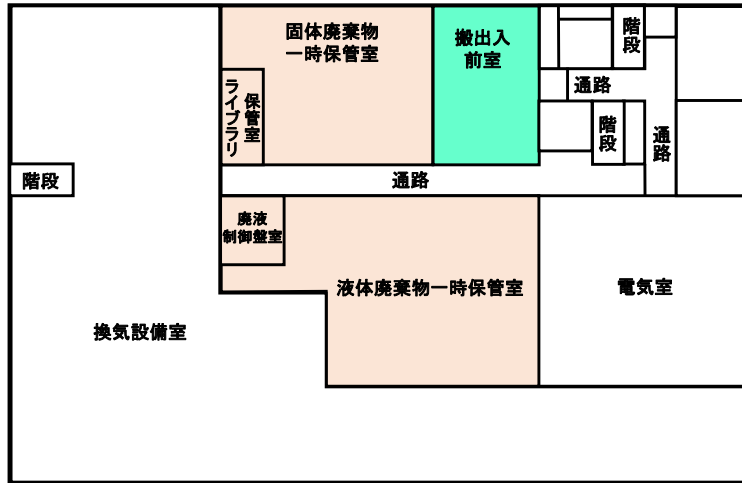 固体廃棄物
一時保管室
搬出入
前室
階段
通路
保管室
ライブラリ
階段
通路
階段
通路
廃液
制御盤室
液体廃棄物一時保管室
電気室
換気設備室